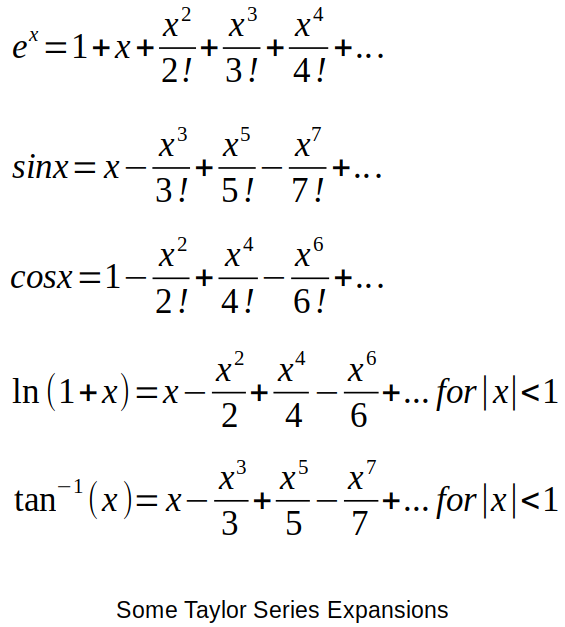 e^x = 1 + x + x^2/2! + x^3/3! + x^4/4! + ...
sinx = x − x^3/3! + x^5/5! − x^7/7! + ...
cosx = 1 − x^2/2! + x^4/4! − x^6/6! + ...
ln(1+x) = x − x^2/2 + x^4/4 − x^6/6 + ... for |x| < 1
tan^−1(x) = x − x^3/3 + x^5/5 − x^7/7 + ... for |x| < 1
Some Taylor Series Expansions